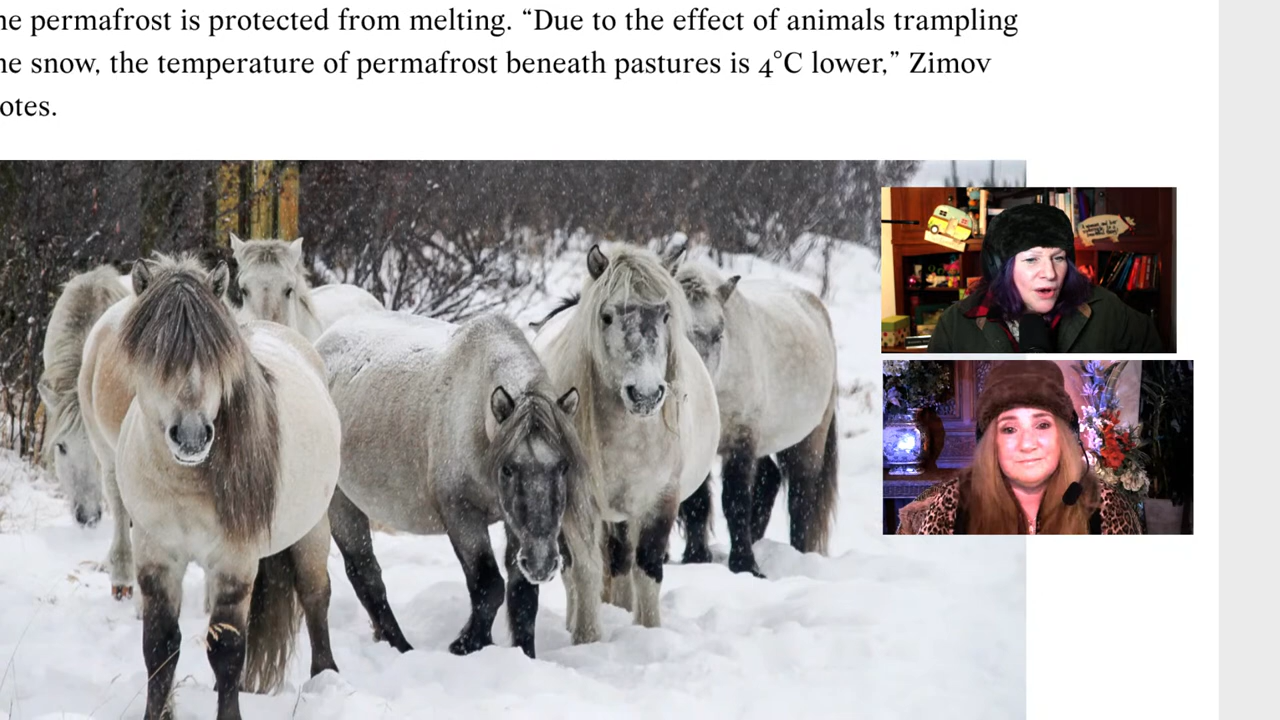 he permafrost is protected from melting. “Due to the effect of animals trampling
he snow, the temperature of permafrost beneath pastures is 4°C lower,” Zimov
otes.